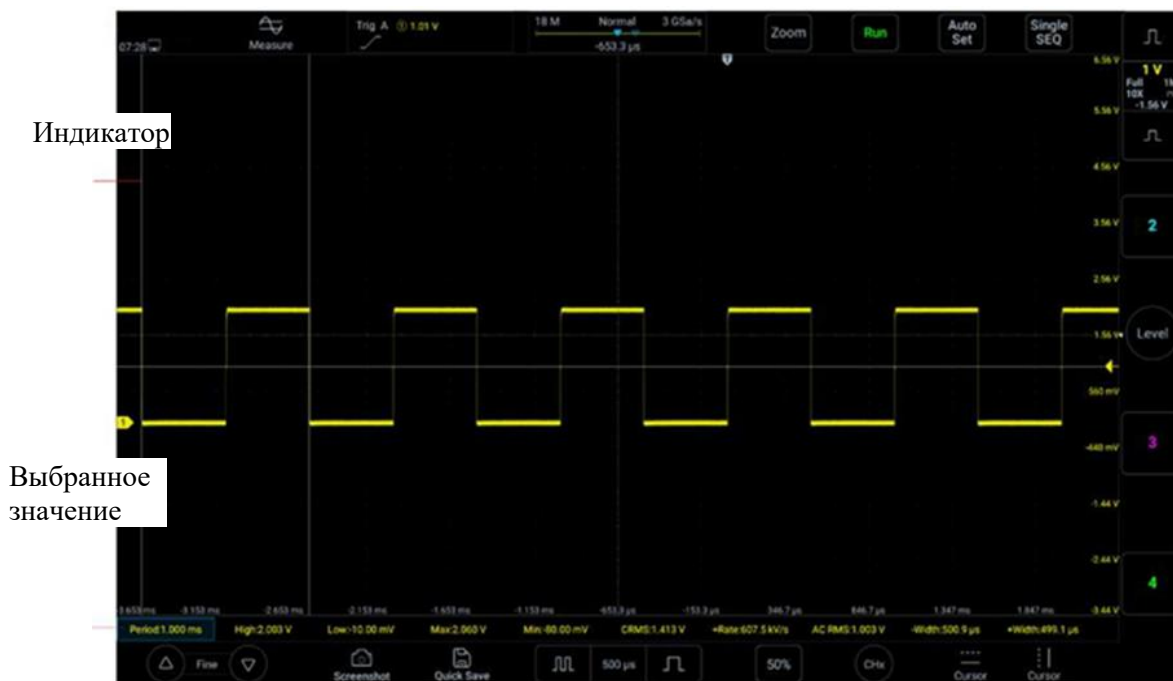 07:28
Measure
Trig A ① 1.01 V
18 M Normal 3 GSa/s
-653.3 µs
Zoom
Run
Auto
Set
Single
SEQ
1 V
Full 1M
10X
-1.56 V
6.56 V
5.56 V
4.56 V
3.56 V
2.56 V
1.56 V
560 mV
-440 mV
-1.44 V
-2.44 V
-3.44 V
Индикатор
2
Level
3
4
1
Выбранное
значение
-3.653 ms -3.153 ms -2.653 ms -2.153 ms -1.653 ms -1.153 ms -653.3 µs -153.3 µs 346.7 µs 846.7 µs 1.347 ms 1.847 ms
Period:1.000 ms High:2.003 V Low:-10.00 mV Max:2.060 V Min:-80.00 mV CRMS:1.413 V +Rate:607.5 kV/s AC RMS:1.003 V -Width:500.9 µs +Width:499.1 µs
Fine
Screenshot
Quick Save
500 µs
50%
CHx
Cursor
Cursor